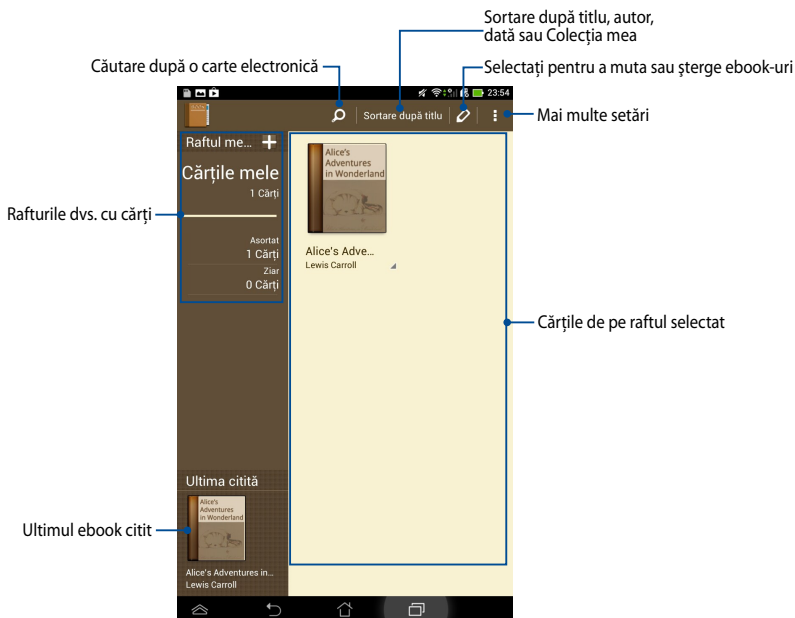 Sortare după titlu, autor,
dată sau Colecția mea
Căutare după o carte electronică
Selectați pentru a muta sau şterge ebook-uri
23:54
Sortare după titlu
Mai multe setări
Raftul me...
Cărțile mele
1 Cărți
Rafturile dvs. cu cărți
Asortat
1 Cărți
Ziar
0 Cărți
Alice's
Adventures
in Wonderland
Alice's Adve...
Lewis Carroll
Cărțile de pe raftul selectat
Ultima citită
Alice's
Adventures
in Wonderland
Ultimul ebook citit
Alice's Adventures in...
Lewis Carroll